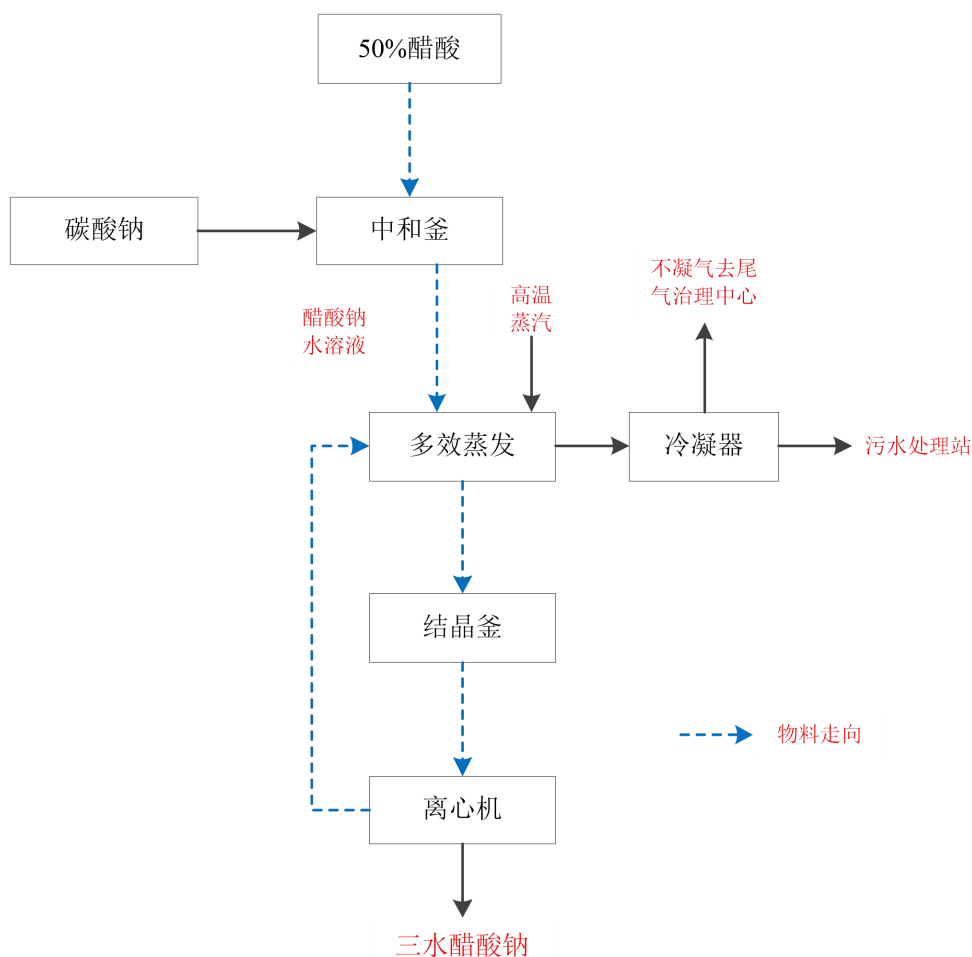 50%醋酸
碳酸钠
中和釜
不凝气去尾
气治理中心
高温
蒸汽
醋酸钠
水溶液
多效蒸发
冷凝器
污水处理站
结晶釜
物料走向
离心机
三水醋酸钠